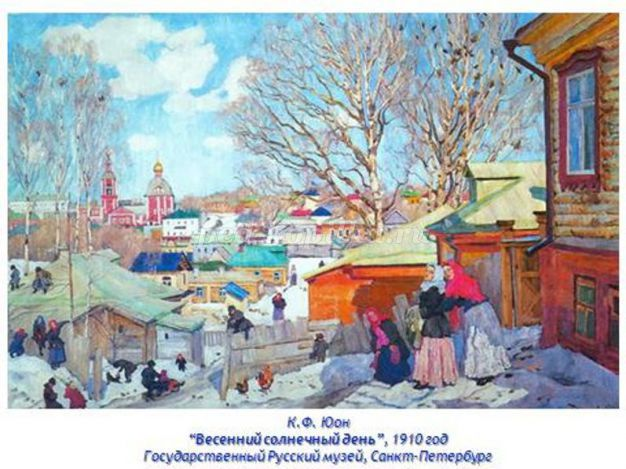 К.Ф. Юон
“Весенний солнечный день”, 1910 год
Государственный Русский музей, Санкт-Петербург